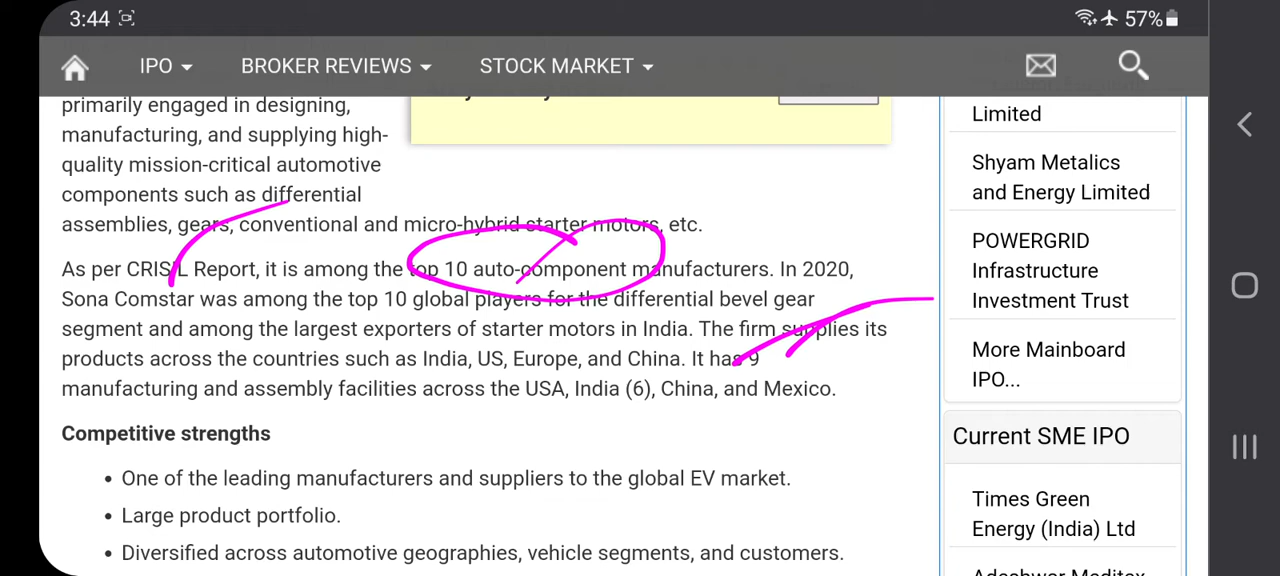 3:44
57%
IPO
BROKER REVIEWS
STOCK MARKET
primarily engaged in designing,
manufacturing, and supplying high-
quality mission-critical automotive
components such as differential
assemblies, gears, conventional and micro-hybrid starter motors, etc.
As per CRISIL Report, it is among the top 10 auto-component manufacturers. In 2020,
Sona Comstar was among the top 10 global players for the differential bevel gear
segment and among the largest exporters of starter motors in India. The firm supplies its
products across the countries such as India, US, Europe, and China. It has 9
manufacturing and assembly facilities across the USA, India (6), China, and Mexico.
Competitive strengths
• One of the leading manufacturers and suppliers to the global EV market.
• Large product portfolio.
• Diversified across automotive geographies, vehicle segments, and customers.
Limited
Shyam Metalics
and Energy Limited
POWERGRID
Infrastructure
Investment Trust
More Mainboard
IPO...
Current SME IPO
Times Green
Energy (India) Ltd